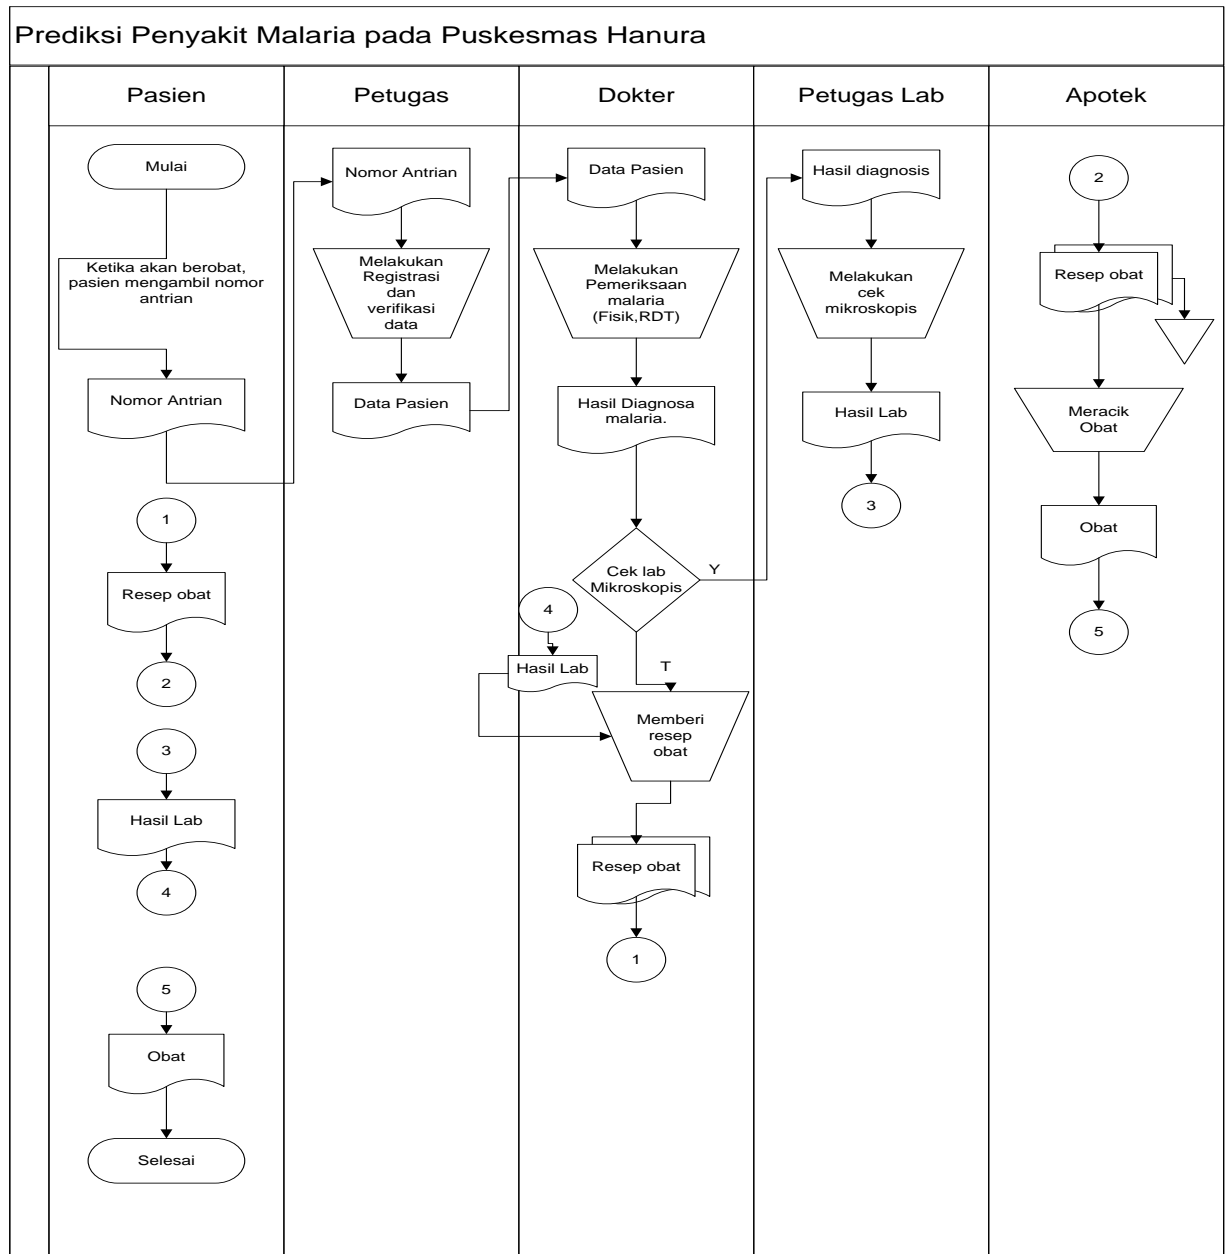 Prediksi Penyakit Malaria pada Puskesmas Hanura
Pasien
Petugas
Dokter
Petugas Lab
Apotek
Mulai
Ketika akan berobat,
pasien mengambil nomor
antrian
Nomor Antrian
1
Resep obat
2
3
Hasil Lab
4
5
Obat
Selesai
Nomor Antrian
Melakukan
Registrasi
dan
verifikasi
data
Data Pasien
Data Pasien
Melakukan
Pemeriksaan
malaria
(Fisik,RDT)
Hasil Diagnosa
malaria.
Cek lab
Mikroskopis
Y
T
4
Hasil Lab
Memberi
resep
obat
Resep obat
1
Hasil diagnosis
Melakukan
cek
mikroskopis
Hasil Lab
3
2
Resep obat
Meracik
Obat
Obat
5